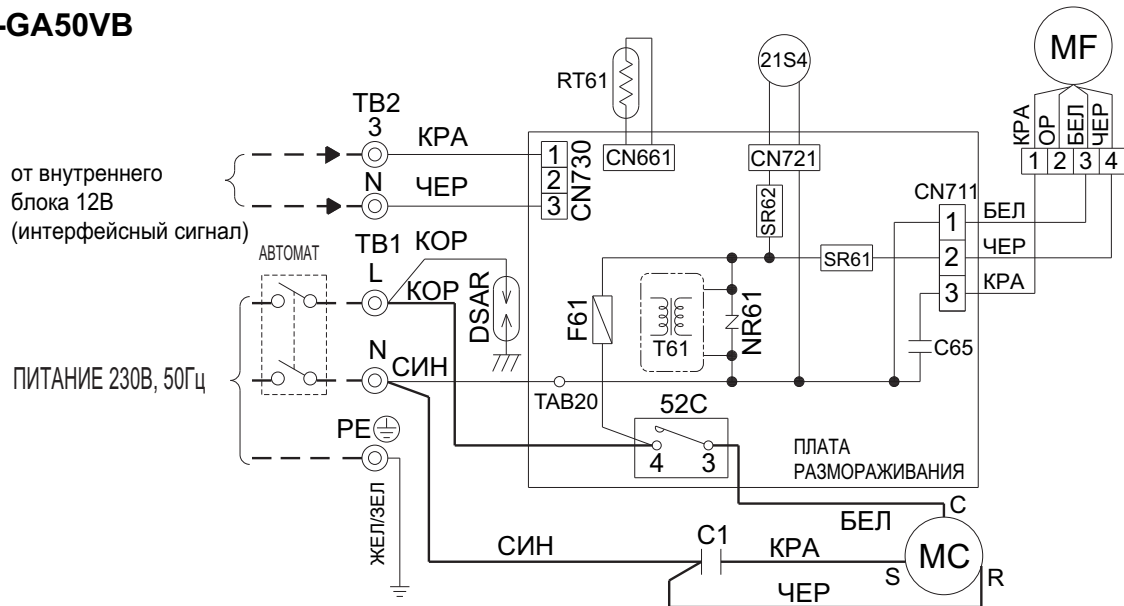 -GA50VB
MF
21S4
RT61
TB2
3
КРА
КРА
ОР
БЕЛ
ЧЕР
1 2 3 4
CN661
CN721
1
2
3
CN730
от внутреннего
блока 12В
(интерфейсный сигнал)
N
ЧЕР
SR62
CN711
1
2
3
БЕЛ
ЧЕР
КРА
АВТОМАТ
TB1
L
КОР
КОР
DSAR
SR61
F61
T61
NR61
C65
ПИТАНИЕ 230В, 50Гц
N
СИН
TAB20
52C
4 3
PE
ПЛАТА
РАЗМОРАЖИВАНИЯ
ЖЕЛ/ЗЕЛ
БЕЛ
C
СИН
C1
КРА
S
MC
R
ЧЕР